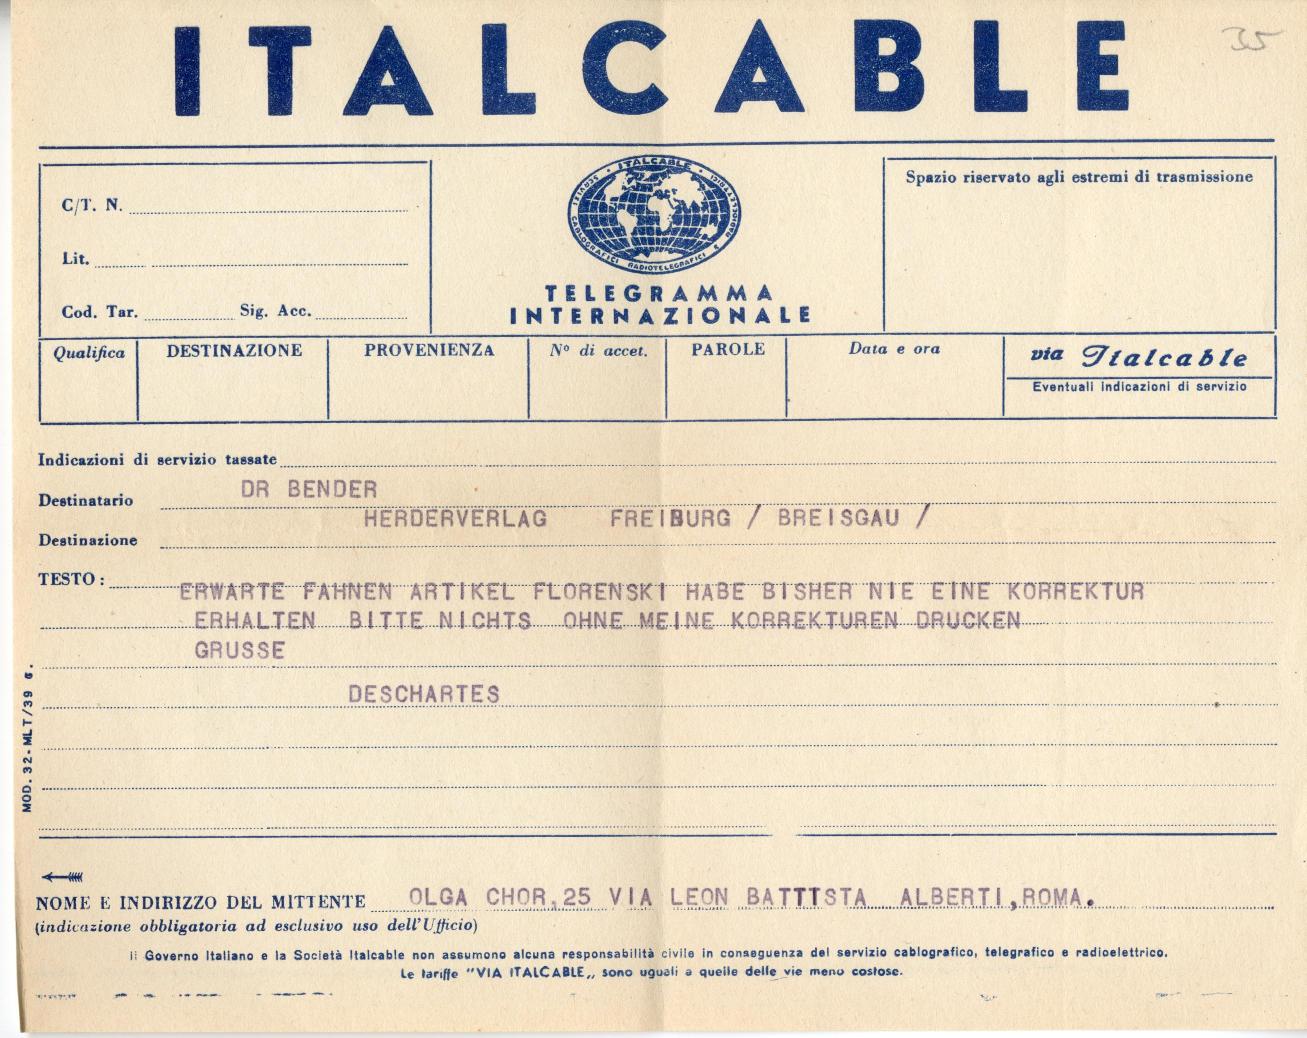 ITALCABLE
35
C/T. N.
Lit.
Cod. Tar. Sig. Acc.
ITALCABLE
SERVIZI CABLOGRAFICI RADIOTELEGRAFICI E RADIOELETTRICI
TELEGRAMMA
INTERNAZIONALE
Spazio riservato agli estremi di trasmissione
Qualifica DESTINAZIONE PROVENIENZA N° di accet. PAROLE Data e ora via Italcable
Eventuali indicazioni di servizio
Indicazioni di servizio tassate
Destinatario DR BENDER
HERDERVERLAG FREIBURG / BREISGAU /
Destinazione
TESTO: ERWARTE FAHNEN ARTIKEL FLORENSKI HABE BISHER NIE EINE KORREKTUR
ERHALTEN BITTE NICHTS OHNE MEINE KORREKTUREN DRUCKEN
GRUSSE
DESCHARTES
MOD. 32-MLT/39 G.
NOME E INDIRIZZO DEL MITTENTE OLGA CHOR,25 VIA LEON BATTTSTA ALBERTI,ROMA.
(indicazione obbligatoria ad esclusivo uso dell'Ufficio)
Il Governo Italiano e la Società Italcable non assumono alcuna responsabilità civile in conseguenza del servizio cablografico, telegrafico e radioelettrico.
Le tariffe "VIA ITALCABLE„ sono uguali a quelle delle vie meno costose.